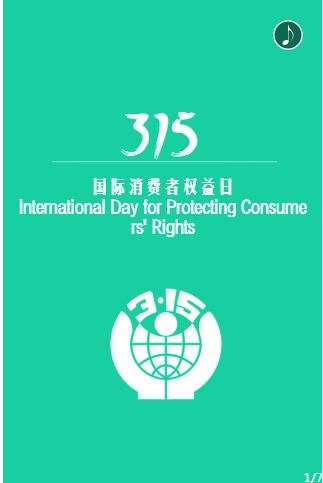 315
国际消费者权益日
International Day for Protecting Consume
rs' Rights
3·15
1/7